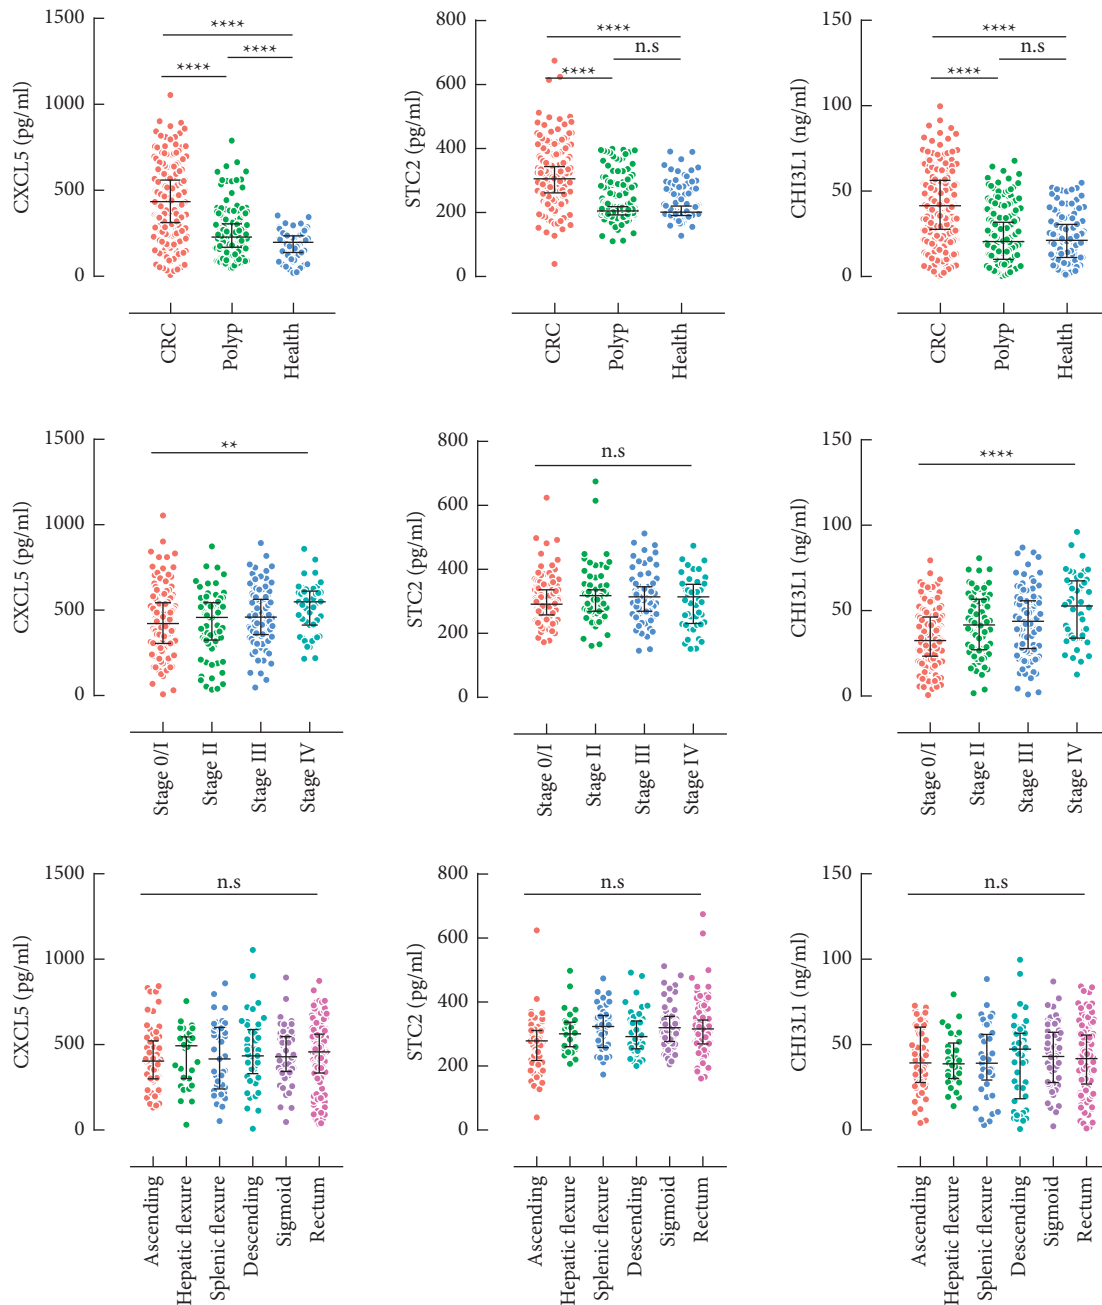 CXCL5 (pg/ml)
1500
1000
500
0
****
****
****
CRC
Polyp
Health
STC2 (pg/ml)
800
600
400
200
0
****
n.s
****
CRC
Polyp
Health
CHI3L1 (ng/ml)
150
100
50
0
****
n.s
****
CRC
Polyp
Health
CXCL5 (pg/ml)
1500
1000
500
0
**
Stage 0/I
Stage II
Stage III
Stage IV
STC2 (pg/ml)
800
600
400
200
0
n.s
Stage 0/I
Stage II
Stage III
Stage IV
CHI3L1 (ng/ml)
150
100
50
0
****
Stage 0/I
Stage II
Stage III
Stage IV
CXCL5 (pg/ml)
1500
1000
500
0
n.s
Ascending
Hepatic flexure
Splenic flexure
Descending
Sigmoid
Rectum
STC2 (pg/ml)
800
600
400
200
0
n.s
Ascending
Hepatic flexure
Splenic flexure
Descending
Sigmoid
Rectum
CHI3L1 (ng/ml)
150
100
50
0
n.s
Ascending
Hepatic flexure
Splenic flexure
Descending
Sigmoid
Rectum